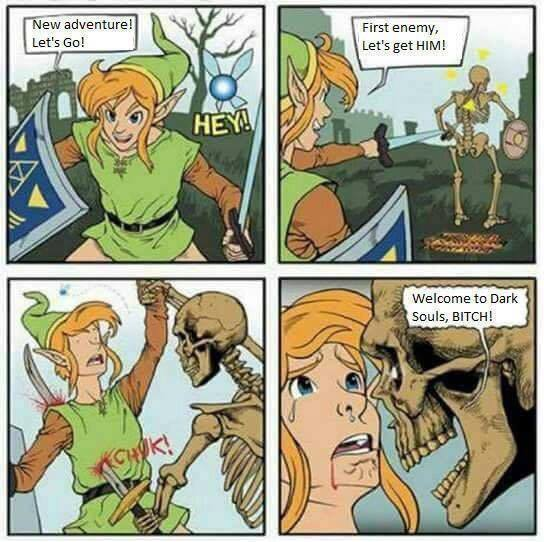 New adventure!
Let's Go!
HEY!
First enemy,
Let's get HIM!
CHUK!
Welcome to Dark
Souls, BITCH!